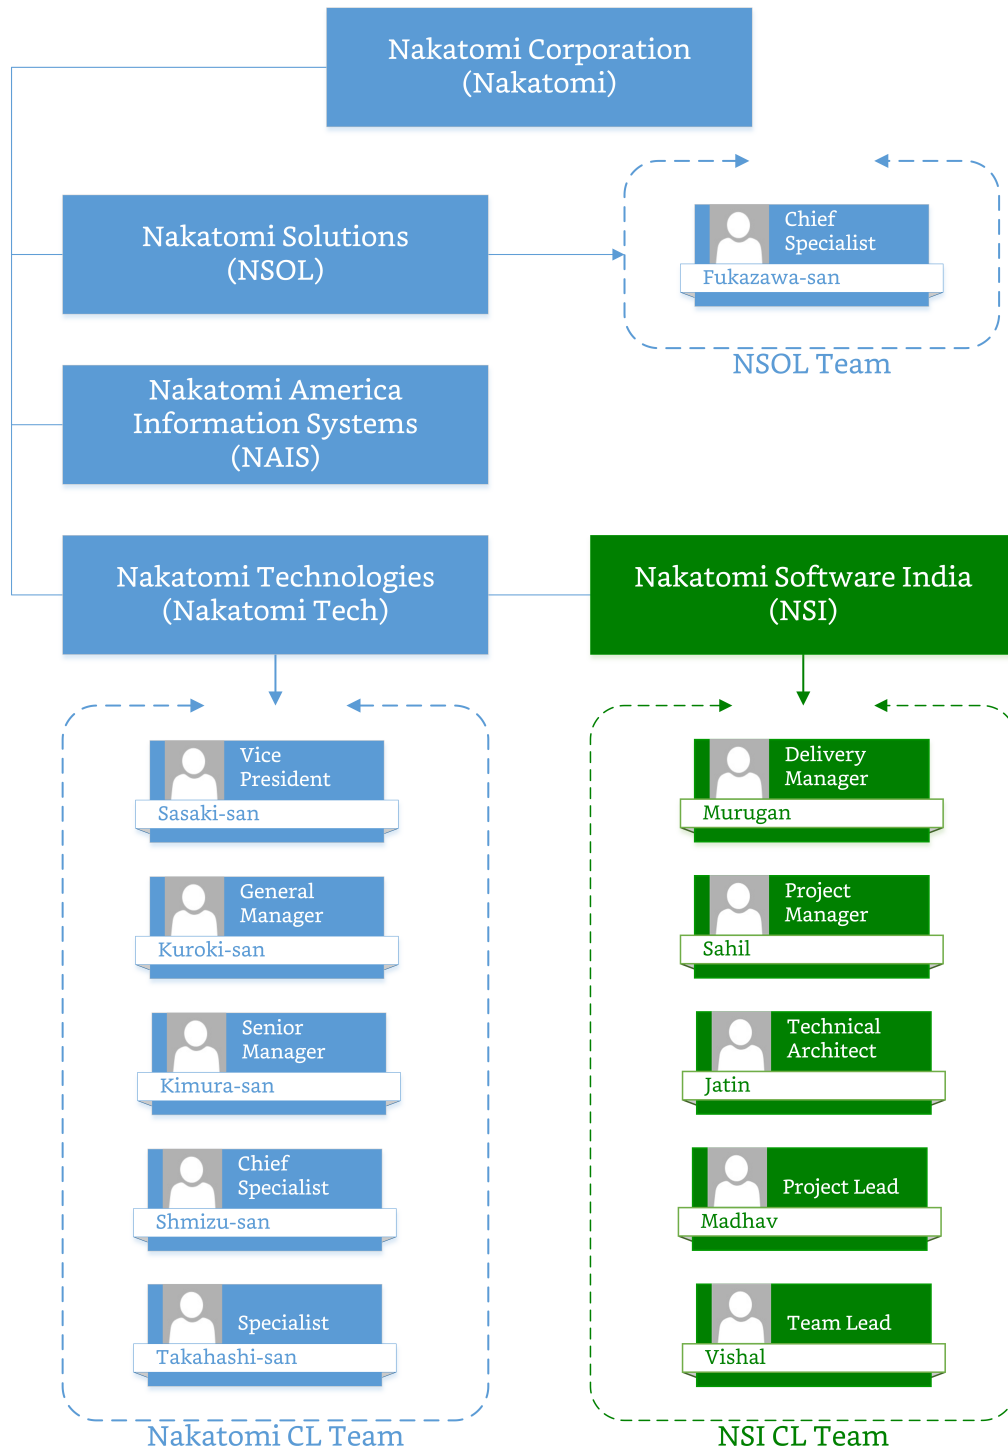 Nakatomi Corporation
(Nakatomi)
Nakatomi Solutions
(NSOL)
Chief
Specialist
Fukazawa-san
NSOL Team
Nakatomi America
Information Systems
(NAIS)
Nakatomi Technologies
(Nakatomi Tech)
Nakatomi Software India
(NSI)
Vice
President
Sasaki-san
General
Manager
Kuroki-san
Senior
Manager
Kimura-san
Chief
Specialist
Shmizu-san
Specialist
Takahashi-san
Nakatomi CL Team
Delivery
Manager
Murugan
Project
Manager
Sahil
Technical
Architect
Jatin
Project Lead
Madhav
Team Lead
Vishal
NSI CL Team